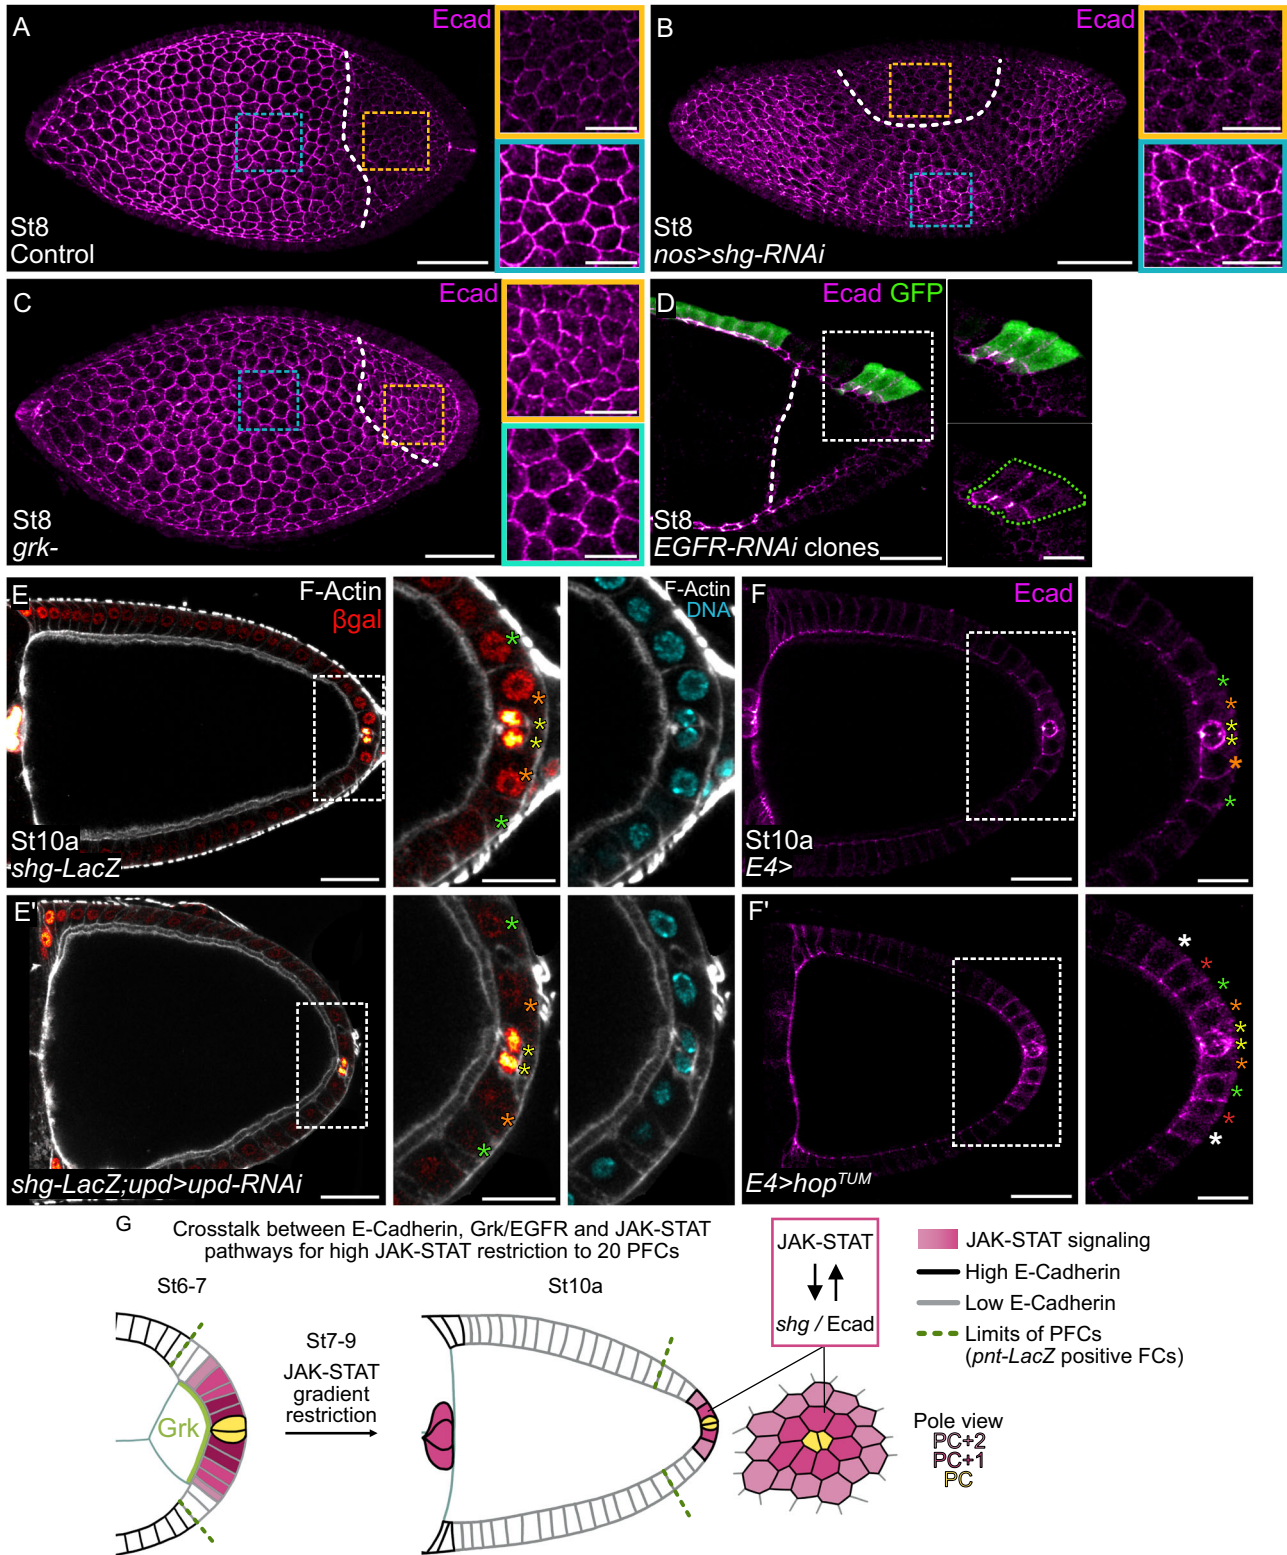 A
Ecad
St8
Control
B
Ecad
St8
nos>shg-RNAi
C
Ecad
St8
grk-
D
Ecad GFP
St8
EGFR-RNAi clones
E
F-Actin
βgal
St10a
shg-LacZ
F-Actin
DNA
F
Ecad
St10a
E4>
* * * * * *
* * * * * *
E'
shg-LacZ;upd>upd-RNAi
* * * * * *
F'
E4>hopTUM
* * * * * * * * * *
G
Crosstalk between E-Cadherin, Grk/EGFR and JAK-STAT
pathways for high JAK-STAT restriction to 20 PFCs
St6-7
Grk
St7-9
JAK-STAT
gradient
restriction
St10a
JAK-STAT
shg / Ecad
JAK-STAT signaling
High E-Cadherin
Low E-Cadherin
Limits of PFCs
(pnt-LacZ positive FCs)
Pole view
PC+2
PC+1
PC